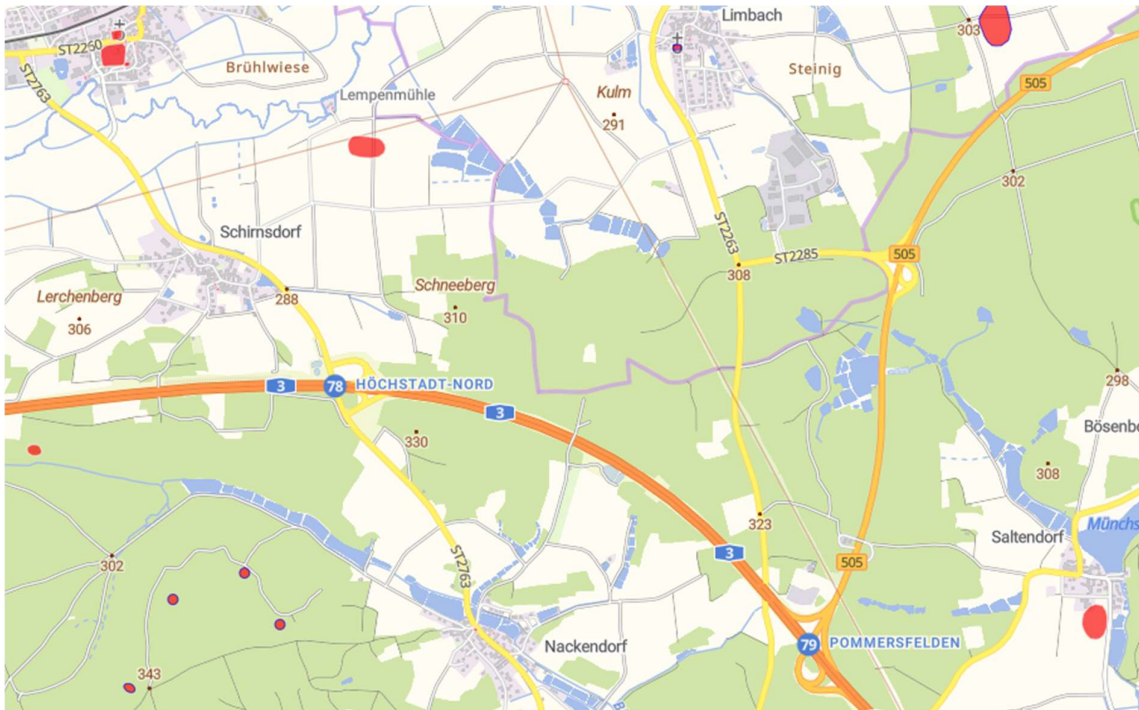 Limbach
303
ST2260
Brühlwiese
Steinig
505
ST2763
Lempenmühle
Kulm
291
302
Schirnsdorf
ST2263
ST2285
505
308
Lerchenberg
306
288
Schneeberg
310
3
78
HÖCHSTADT-NORD
3
298
330
Bösenbe
308
323
Saltendorf
Münchs
302
3
505
ST2763
Nackendorf
79
POMMERSFELDEN
343
B